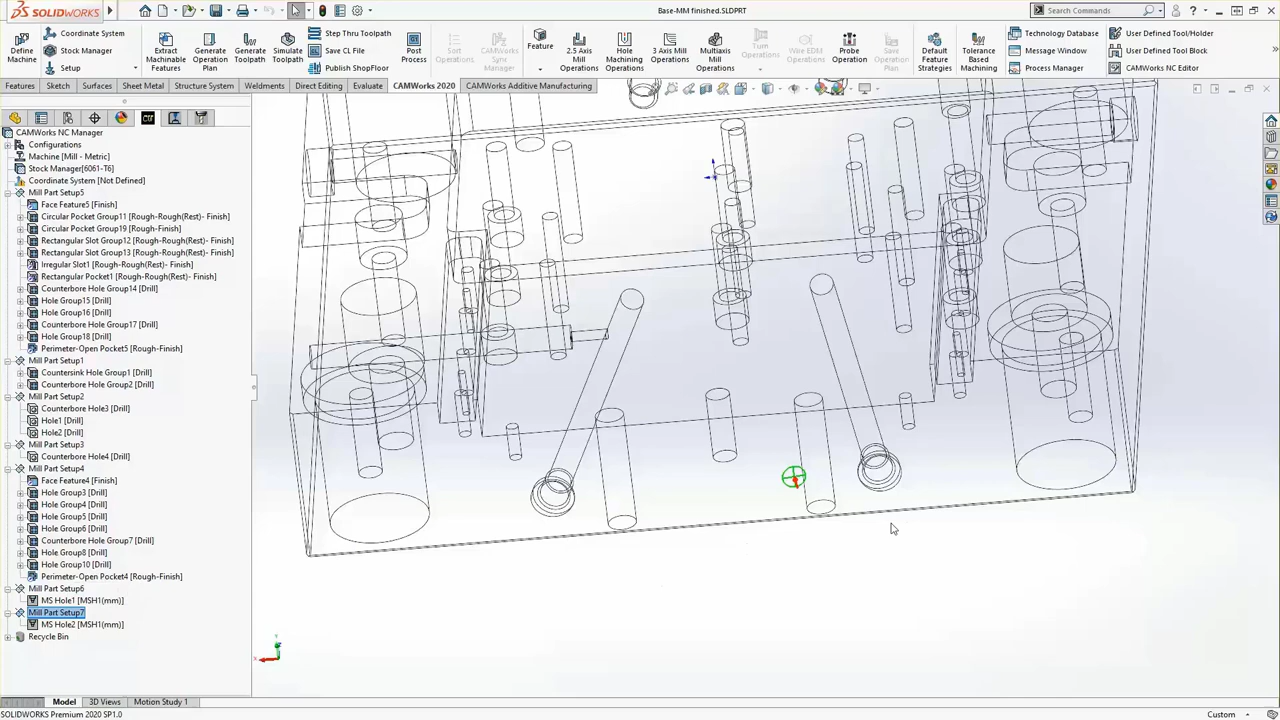 SOLIDWORKS
Base-MM finished.SLDPRT
Search Commands
Define Machine
Coordinate System
Stock Manager
Setup
Extract Machinable Features
Generate Operation Plan
Generate Toolpath
Simulate Toolpath
Step Thru Toolpath
Save CL File
Publish ShopFloor
Post Process
Sort Operations
CAMWorks Sync Manager
Feature
2.5 Axis Mill Operations
Hole Machining Operations
3 Axis Mill Operations
Multiaxis Mill Operations
Turn Operations
Wire EDM Operations
Probe Operation
Save Operation Plan
Default Feature Strategies
Tolerance Based Machining
Technology Database
Message Window
Process Manager
User Defined Tool/Holder
User Defined Tool Block
CAMWorks NC Editor
Features
Sketch
Surfaces
Sheet Metal
Structure System
Weldments
Direct Editing
Evaluate
CAMWorks 2020
CAMWorks Additive Manufacturing
CAMWorks NC Manager
Configurations
Machine [Mill - Metric]
Stock Manager[6061-T6]
Coordinate System [Not Defined]
Mill Part Setup5
Face Feature5 [Finish]
Circular Pocket Group11 [Rough-Rough(Rest)- Finish]
Circular Pocket Group19 [Rough-Rough(Rest)- Finish]
Rectangular Slot Group12 [Rough-Rough(Rest)- Finish]
Rectangular Slot Group13 [Rough-Rough(Rest)- Finish]
Irregular Slot1 [Rough-Rough(Rest)- Finish]
Rectangular Pocket1 [Rough-Rough(Rest)- Finish]
Counterbore Hole Group14 [Drill]
Hole Group15 [Drill]
Hole Group16 [Drill]
Counterbore Hole Group17 [Drill]
Hole Group18 [Drill]
Perimeter-Open Pocket5 [Rough-Finish]
Mill Part Setup1
Countersink Hole Group1 [Drill]
Counterbore Hole Group2 [Drill]
Mill Part Setup2
Counterbore Hole3 [Drill]
Hole1 [Drill]
Hole2 [Drill]
Mill Part Setup3
Counterbore Hole4 [Drill]
Mill Part Setup4
Face Feature4 [Finish]
Hole Group3 [Drill]
Hole Group4 [Drill]
Hole Group5 [Drill]
Hole Group6 [Drill]
Counterbore Hole Group7 [Drill]
Hole Group8 [Drill]
Hole Group10 [Drill]
Perimeter-Open Pocket4 [Rough-Finish]
Mill Part Setup6
MS Hole1 [MSH1(mm)]
Mill Part Setup7
MS Hole2 [MSH1(mm)]
Recycle Bin
Model
3D Views
Motion Study 1
SOLIDWORKS Premium 2020 SP1.0
Custom